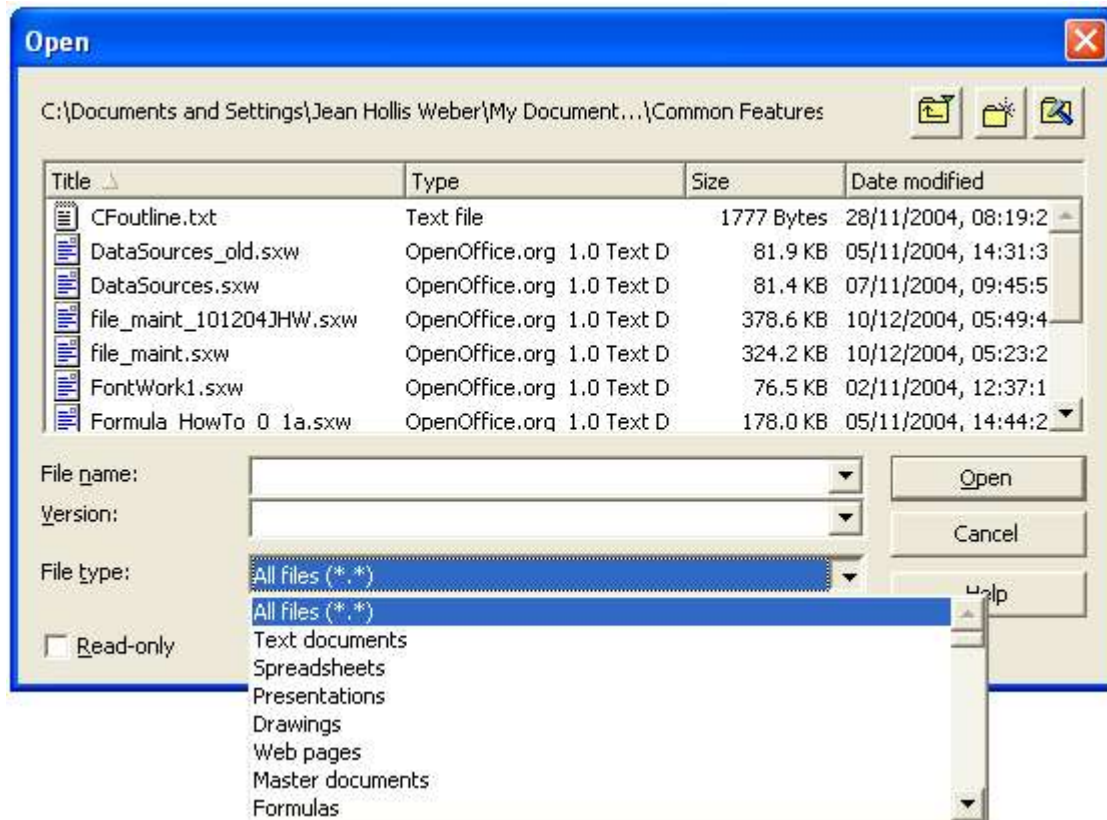 Open
C:\Documents and Settings\Jean Hollis Weber\My Document...\Common Features
Title Type Size Date modified
CFoutline.txt Text file 1777 Bytes 28/11/2004, 08:19:2
DataSources_old.sxw OpenOffice.org 1.0 Text D 81.9 KB 05/11/2004, 14:31:3
DataSources.sxw OpenOffice.org 1.0 Text D 81.4 KB 07/11/2004, 09:45:5
file_maint_101204JHW.sxw OpenOffice.org 1.0 Text D 378.6 KB 10/12/2004, 05:49:4
file_maint.sxw OpenOffice.org 1.0 Text D 324.2 KB 10/12/2004, 05:23:2
FontWork1.sxw OpenOffice.org 1.0 Text D 76.5 KB 02/11/2004, 12:37:1
Formula_HowTo_0_1a.sxw OpenOffice.org 1.0 Text D 178.0 KB 05/11/2004, 14:44:2
File name: Open
Version: Cancel
File type: All files (*.*) Help
All files (*.*)
Read-only Text documents
Spreadsheets
Presentations
Drawings
Web pages
Master documents
Formulas